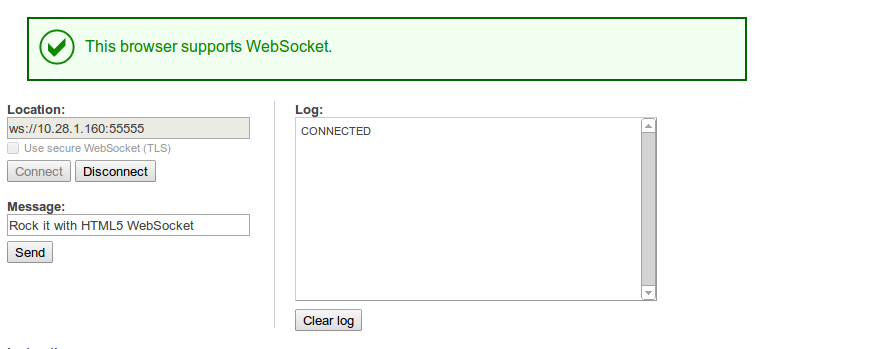 This browser supports WebSocket.
Location:
ws://10.28.1.160:55555
Use secure WebSocket (TLS)
Connect Disconnect
Message:
Rock it with HTML5 WebSocket
Send
Log:
CONNECTED
Clear log